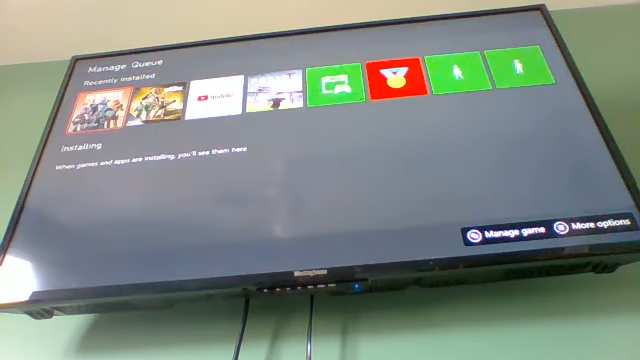 Manage Queue
Recently installed
YouTube
Installing
When games and apps are installing, you'll see them here
Manage game
More options
Westinghouse